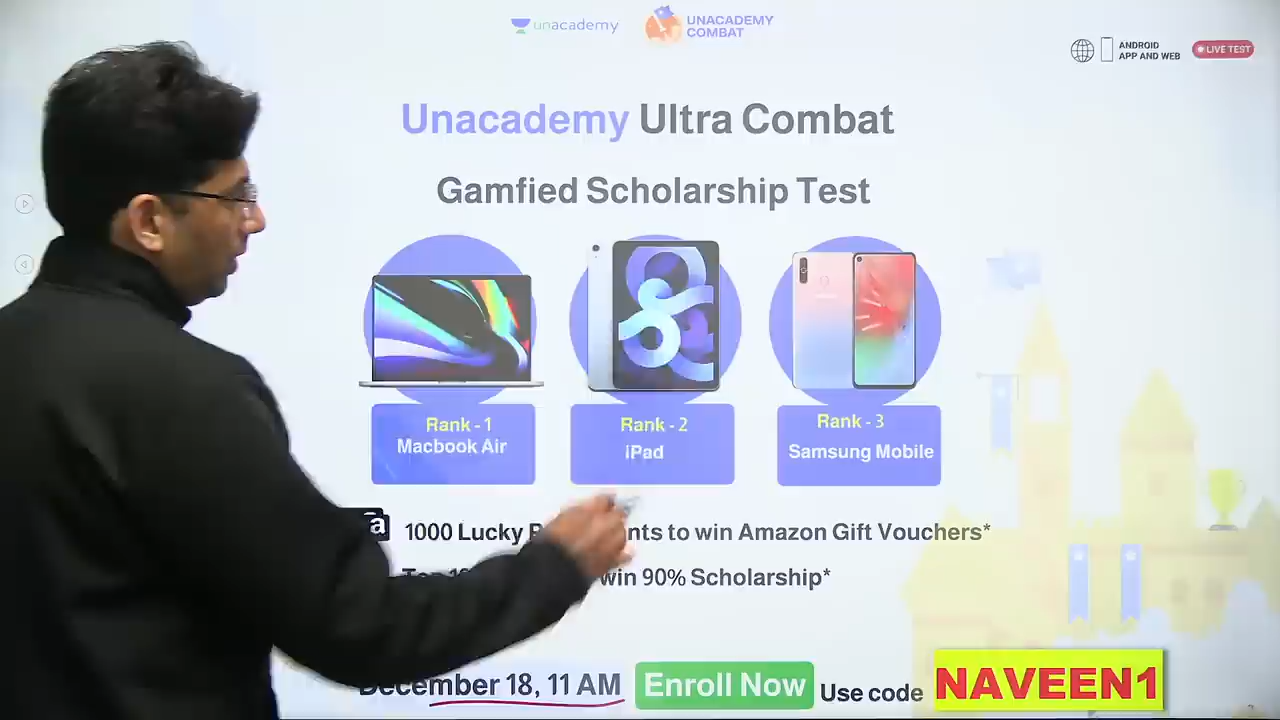 unacademy
UNACADEMY
COMBAT
ANDROID
APP AND WEB
LIVE TEST
Unacademy Ultra Combat
Gamfied Scholarship Test
Rank - 1
Macbook Air
Rank - 2
iPad
Rank - 3
Samsung Mobile
a 1000 Lucky to win Amazon Gift Vouchers*
win 90% Scholarship*
December 18, 11 AM
Enroll Now
Use code
NAVEEN1